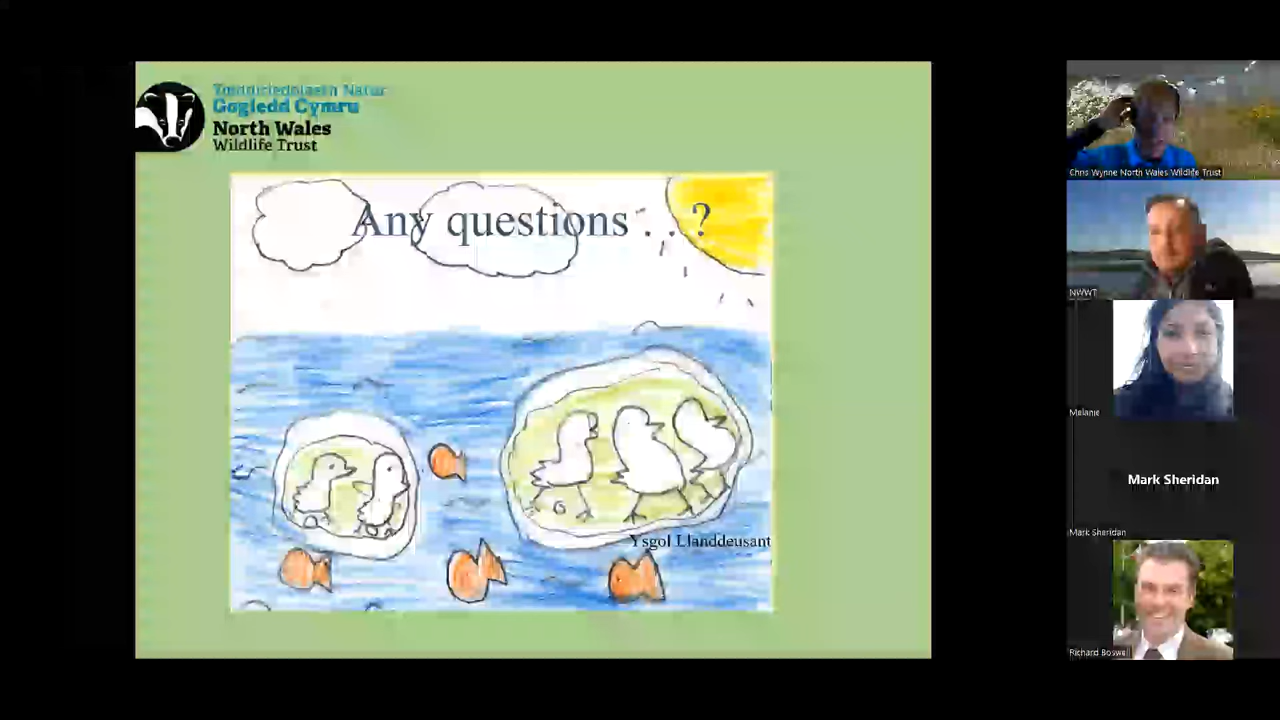 Ymddiriedolaeth Natur
Gogledd Cymru
North Wales
Wildlife Trust
Any questions . . ?
Ysgol Llanddeusant
Chris Wynne North Wales Wildlife Trust
NWWT
Melanie
Mark Sheridan
Mark Sheridan
Richard Boswell